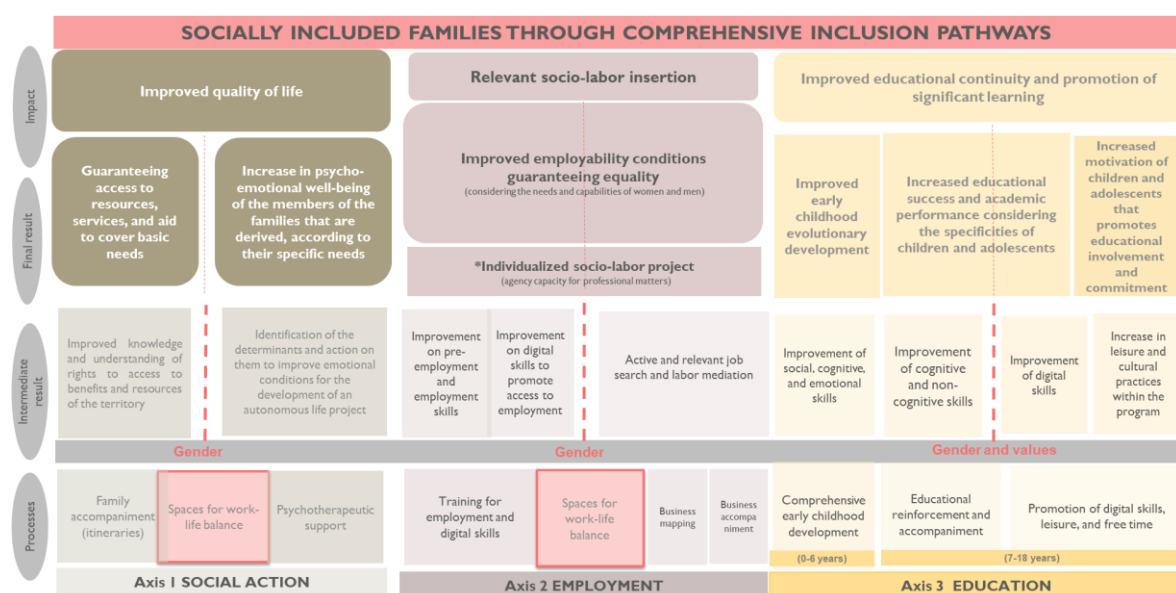 SOCIALLY INCLUDED FAMILIES THROUGH COMPREHENSIVE INCLUSION PATHWAYS
Impact
Improved quality of life
Relevant socio-labor insertion
Improved educational continuity and promotion of
significant learning
Final result
Guaranteeing
access to
resources,
services, and aid
to cover basic
needs
Increase in psycho-
emotional well-being
of the members of the
families that are
derived, according to
their specific needs
Improved employability conditions
guaranteeing equality
(considering the needs and capabilities of women and men)
*Individualized socio-labor project
(agency capacity for professional matters)
Improved
early
childhood
evolutionary
development
Increased educational
success and academic
performance considering
the specificities of
children and adolescents
Increased
motivation of
children and
adolescents
that
promotes
educational
involvement
and
commitment
Intermediate
result
Improved knowledge
and understanding of
rights to access to
benefits and resources
of the territory
Identification of the
determinants and action on
them to improve emotional
conditions for the
development of an
autonomous life project
Improvement
on pre-
employment
and
employment
skills
Improvement
on digital
skills to
promote
access to
employment
Active and relevant job
search and labor mediation
Improvement of
social, cognitive,
and emotional
skills
Improvement
of cognitive
and non-
cognitive skills
Improvement
of digital skills
Increase in
leisure and
cultural
practices
within the
program
Gender
Gender
Gender and values
Processes
Family
accompaniment
(itineraries)
Spaces for work-
life balance
Psychotherapeutic
support
Training for
employment and
digital skills
Spaces for
work-life
balance
Business
mapping
Business
accompa
niment
Comprehensive
early childhood
development
Educational
reinforcement and
accompaniment
Promotion of digital skills,
leisure, and free time
(0-6 years)
(7-18 years)
Axis 1 SOCIAL ACTION
Axis 2 EMPLOYMENT
Axis 3 EDUCATION